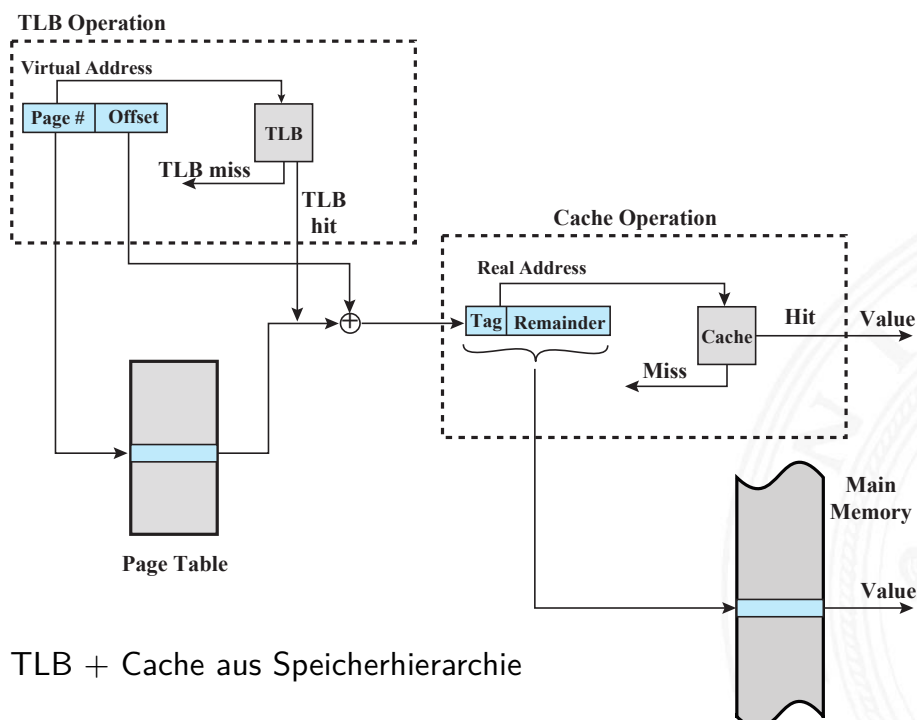 TLB Operation
Virtual Address
Page # Offset
TLB
TLB miss
TLB
hit
Cache Operation
Real Address
Tag Remainder
Cache
Hit
Value
Miss
Page Table
Main
Memory
Value
TLB + Cache aus Speicherhierarchie